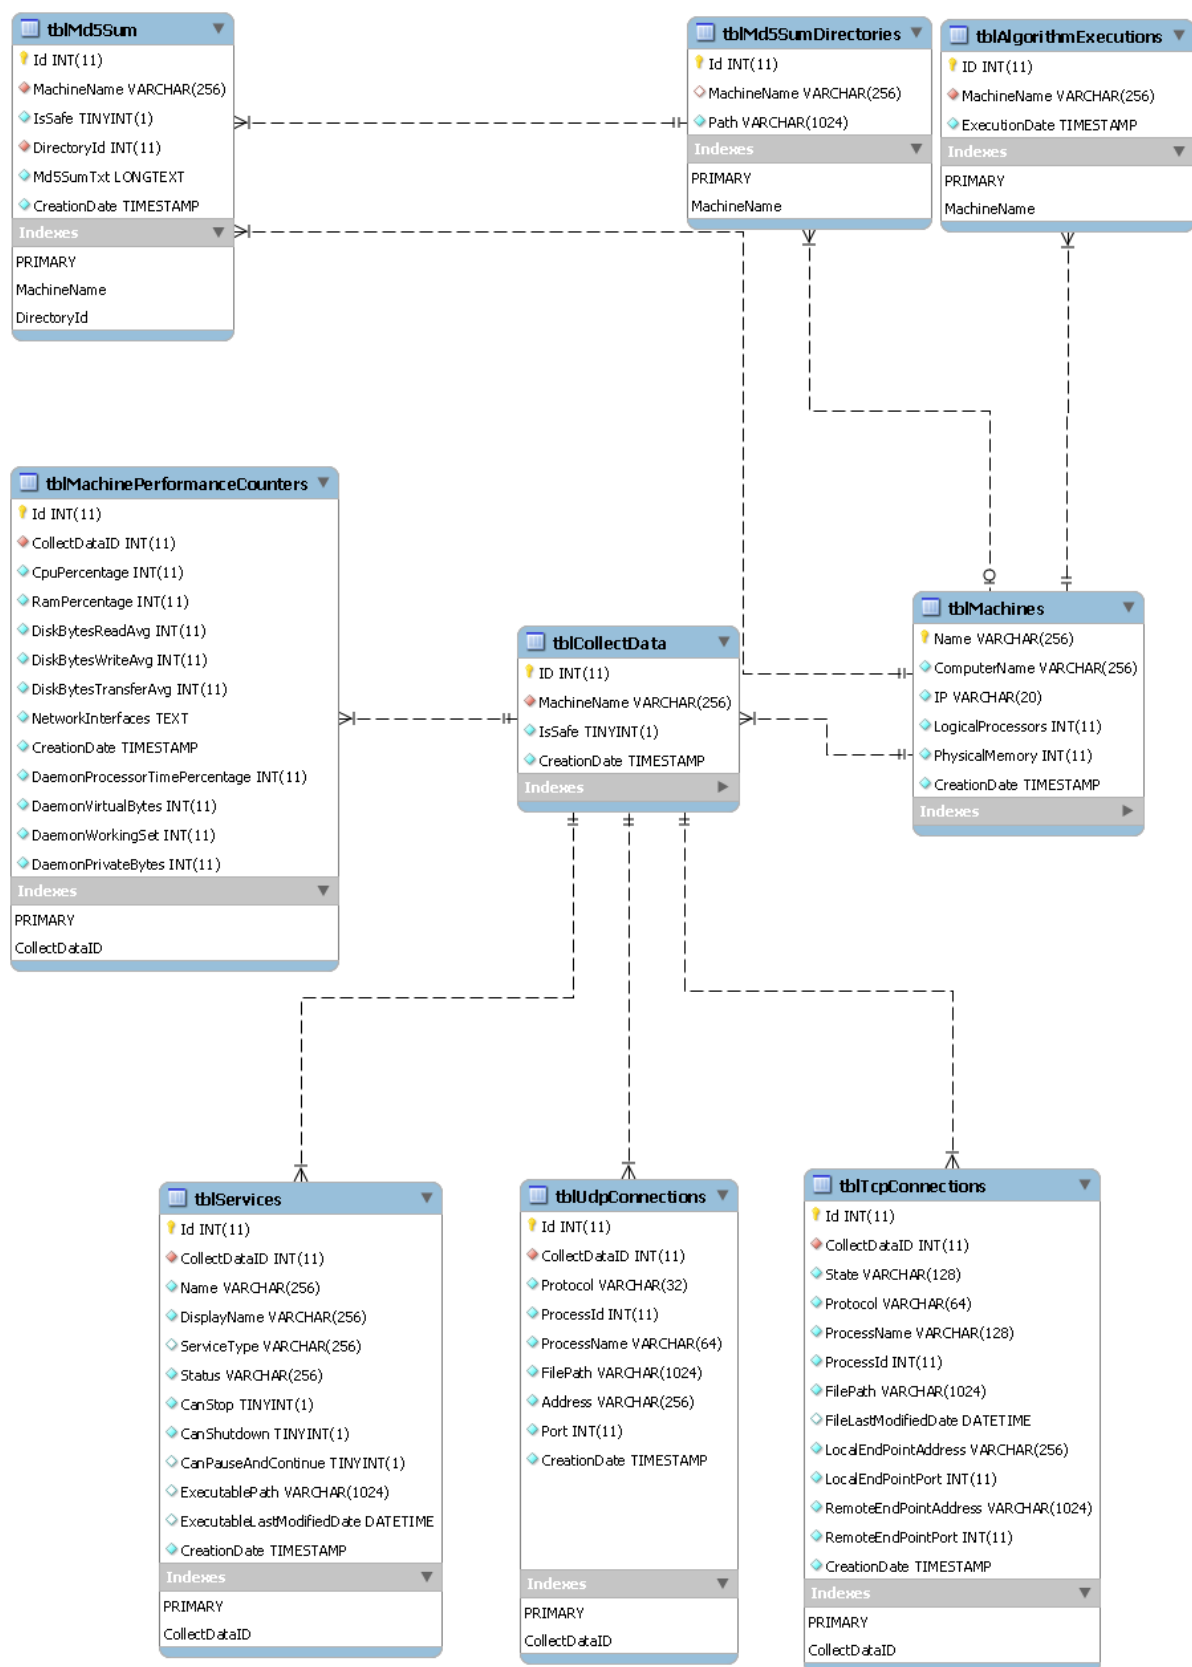 tblMd5Sum
Id INT(11)
MachineName VARCHAR(256)
IsSafe TINYINT(1)
DirectoryId INT(11)
Md5SumTxt LONGTEXT
CreationDate TIMESTAMP
Indexes
PRIMARY
MachineName
DirectoryId
tblMd5SumDirectories
Id INT(11)
MachineName VARCHAR(256)
Path VARCHAR(1024)
Indexes
PRIMARY
MachineName
tblAlgorithmExecutions
ID INT(11)
MachineName VARCHAR(256)
ExecutionDate TIMESTAMP
Indexes
PRIMARY
MachineName
tblMachinePerformanceCounters
Id INT(11)
CollectDataID INT(11)
CpuPercentage INT(11)
RamPercentage INT(11)
DiskBytesReadAvg INT(11)
DiskBytesWriteAvg INT(11)
DiskBytesTransferAvg INT(11)
NetworkInterfaces TEXT
CreationDate TIMESTAMP
DaemonProcessorTimePercentage INT(11)
DaemonVirtualBytes INT(11)
DaemonWorkingSet INT(11)
DaemonPrivateBytes INT(11)
Indexes
PRIMARY
CollectDataID
tblCollectData
ID INT(11)
MachineName VARCHAR(256)
IsSafe TINYINT(1)
CreationDate TIMESTAMP
Indexes
tblMachines
Name VARCHAR(256)
ComputerName VARCHAR(256)
IP VARCHAR(20)
LogicalProcessors INT(11)
PhysicalMemory INT(11)
CreationDate TIMESTAMP
Indexes
tblServices
Id INT(11)
CollectDataID INT(11)
Name VARCHAR(256)
DisplayName VARCHAR(256)
ServiceType VARCHAR(256)
Status VARCHAR(256)
CanStop TINYINT(1)
CanShutdown TINYINT(1)
CanPauseAndContinue TINYINT(1)
ExecutablePath VARCHAR(1024)
ExecutableLastModifiedDate DATETIME
CreationDate TIMESTAMP
Indexes
PRIMARY
CollectDataID
tblUdpConnections
Id INT(11)
CollectDataID INT(11)
Protocol VARCHAR(32)
ProcessId INT(11)
ProcessName VARCHAR(64)
FilePath VARCHAR(1024)
Address VARCHAR(256)
Port INT(11)
CreationDate TIMESTAMP
Indexes
PRIMARY
CollectDataID
tblTcpConnections
Id INT(11)
CollectDataID INT(11)
State VARCHAR(128)
Protocol VARCHAR(64)
ProcessName VARCHAR(128)
ProcessId INT(11)
FilePath VARCHAR(1024)
FileLastModifiedDate DATETIME
LocalEndPointAddress VARCHAR(256)
LocalEndPointPort INT(11)
RemoteEndPointAddress VARCHAR(1024)
RemoteEndPointPort INT(11)
CreationDate TIMESTAMP
Indexes
PRIMARY
CollectDataID